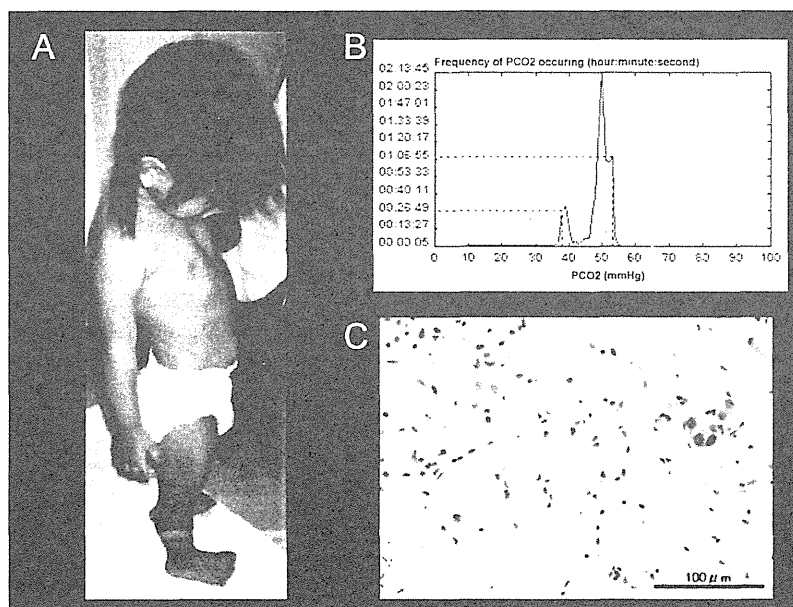 A
B
Frequency of PCO2 occuring (hour:minute:second)
02:13:45
02:00:23
01:47:01
01:33:39
01:20:17
01:06:55
00:53:33
00:40:11
00:26:49
00:13:27
00:00:05
0 10 20 30 40 50 60 70 80 90 100
PCO2 (mmHg)
C
100 μm